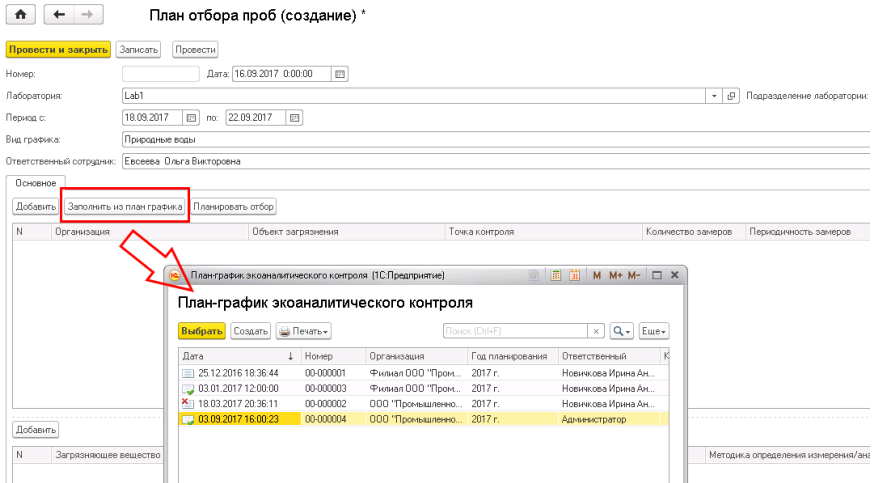 План отбора проб (создание) *
Провести и закрыть Записать Провести
Номер: Дата: 16.09.2017 0:00:00
Лаборатория: Lab1 Подразделение лаборатории:
Период с: 18.09.2017 по: 22.09.2017
Вид графика: Природные воды
Ответственный сотрудник: Евсеева Ольга Викторовна
Основное
Добавить Заполнить из план графика Планировать отбор
N Организация Объект загрязнения Точка контроля Количество замеров Периодичность замеров
План-график экоаналитического контроля (1С:Предприятие) M M+ M-
План-график экоаналитического контроля
Выбрать Создать Печать Поиск (Ctrl+F) Еще
Дата Номер Организация Год планирования Ответственный К
25.12.2016 18:36:44 00-000001 Филиал ООО "Пром... 2017 г. Новичкова Ирина Ан...
03.01.2017 12:00:00 00-000003 Филиал ООО "Пром... 2017 г. Новичкова Ирина Ан...
18.03.2017 20:36:11 00-000002 ООО "Промышленно... 2017 г. Новичкова Ирина Ан...
03.09.2017 16:00:23 00-000004 ООО "Промышленно... 2017 г. Администратор
Добавить
N Загрязняющее вещество Методика определения измерения/ана